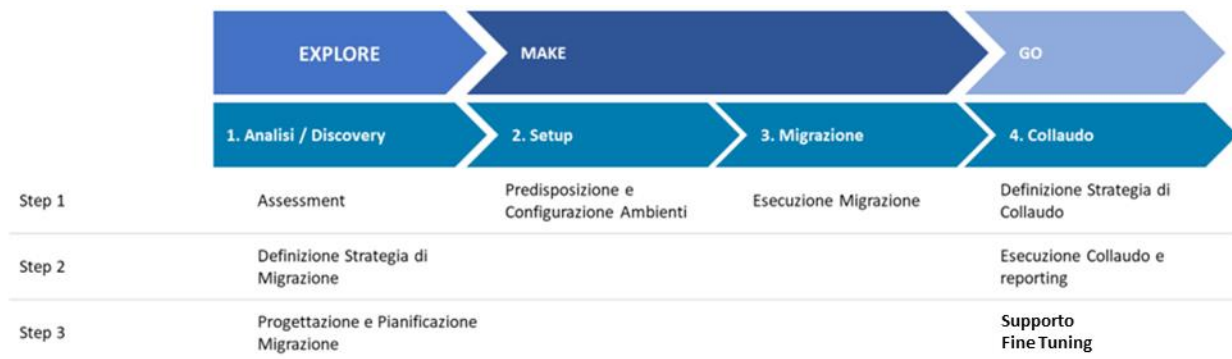 EXPLORE
MAKE
GO
1. Analisi / Discovery
2. Setup
3. Migrazione
4. Collaudo
Step 1
Assessment
Predisposizione e
Configurazione Ambienti
Esecuzione Migrazione
Definizione Strategia di
Collaudo
Step 2
Definizione Strategia di
Migrazione
Esecuzione Collaudo e
reporting
Step 3
Progettazione e Pianificazione
Migrazione
Supporto
Fine Tuning